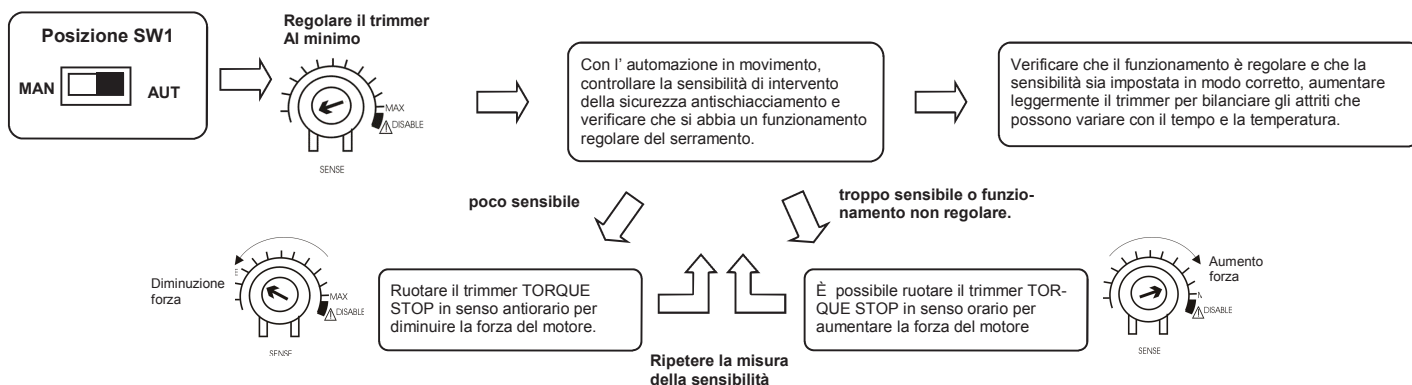 Posizione SW1
MAN
AUT
Regolare il trimmer
Al minimo
MAX
DISABLE
SENSE
Con l' automazione in movimento,
controllare la sensibilità di intervento
della sicurezza antischiacciamento e
verificare che si abbia un funzionamento
regolare del serramento.
Verificare che il funzionamento è regolare e che la
sensibilità sia impostata in modo corretto, aumentare
leggermente il trimmer per bilanciare gli attriti che
possono variare con il tempo e la temperatura.
poco sensibile
troppo sensibile o funzio-
namento non regolare.
Diminuzione
forza
E
MAX
DISABLE
SENSE
Ruotare il trimmer TORQUE
STOP in senso antiorario per
diminuire la forza del motore.
Ripetere la misura
della sensibilità
È possibile ruotare il trimmer TOR-
QUE STOP in senso orario per
aumentare la forza del motore
Aumento
forza
M
DISABLE
SENSE